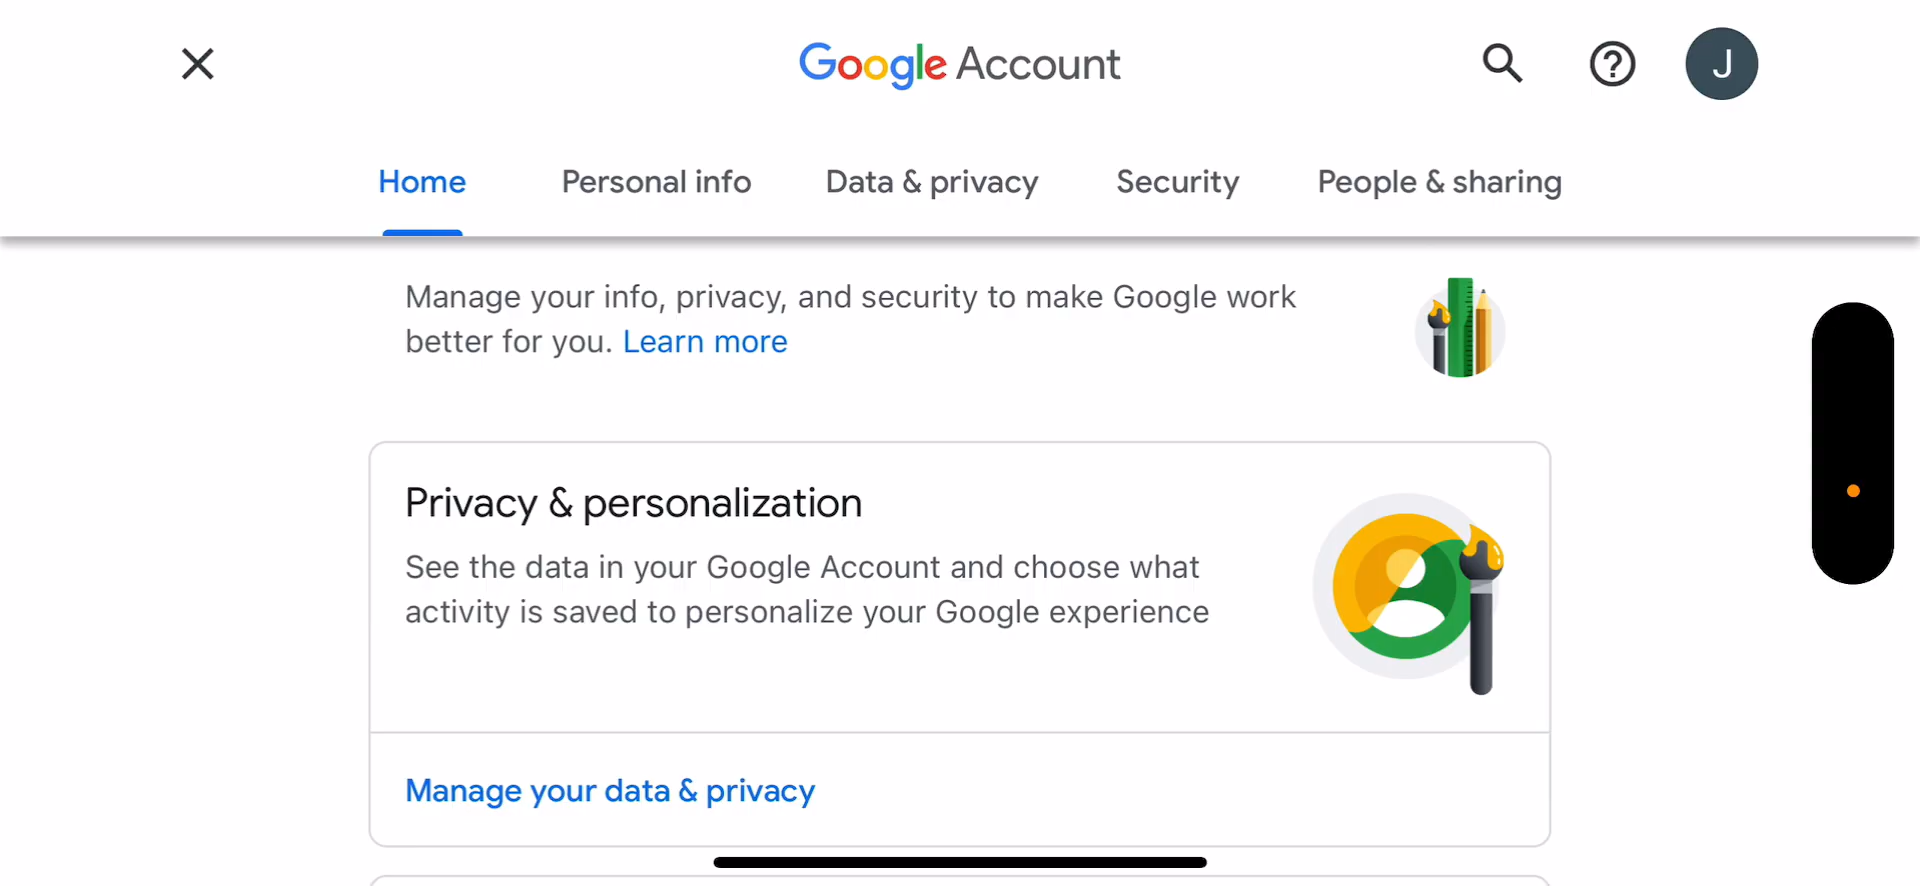 Google Account
J
Home
Personal info
Data & privacy
Security
People & sharing
Manage your info, privacy, and security to make Google work
better for you. Learn more
Privacy & personalization
See the data in your Google Account and choose what
activity is saved to personalize your Google experience
Manage your data & privacy